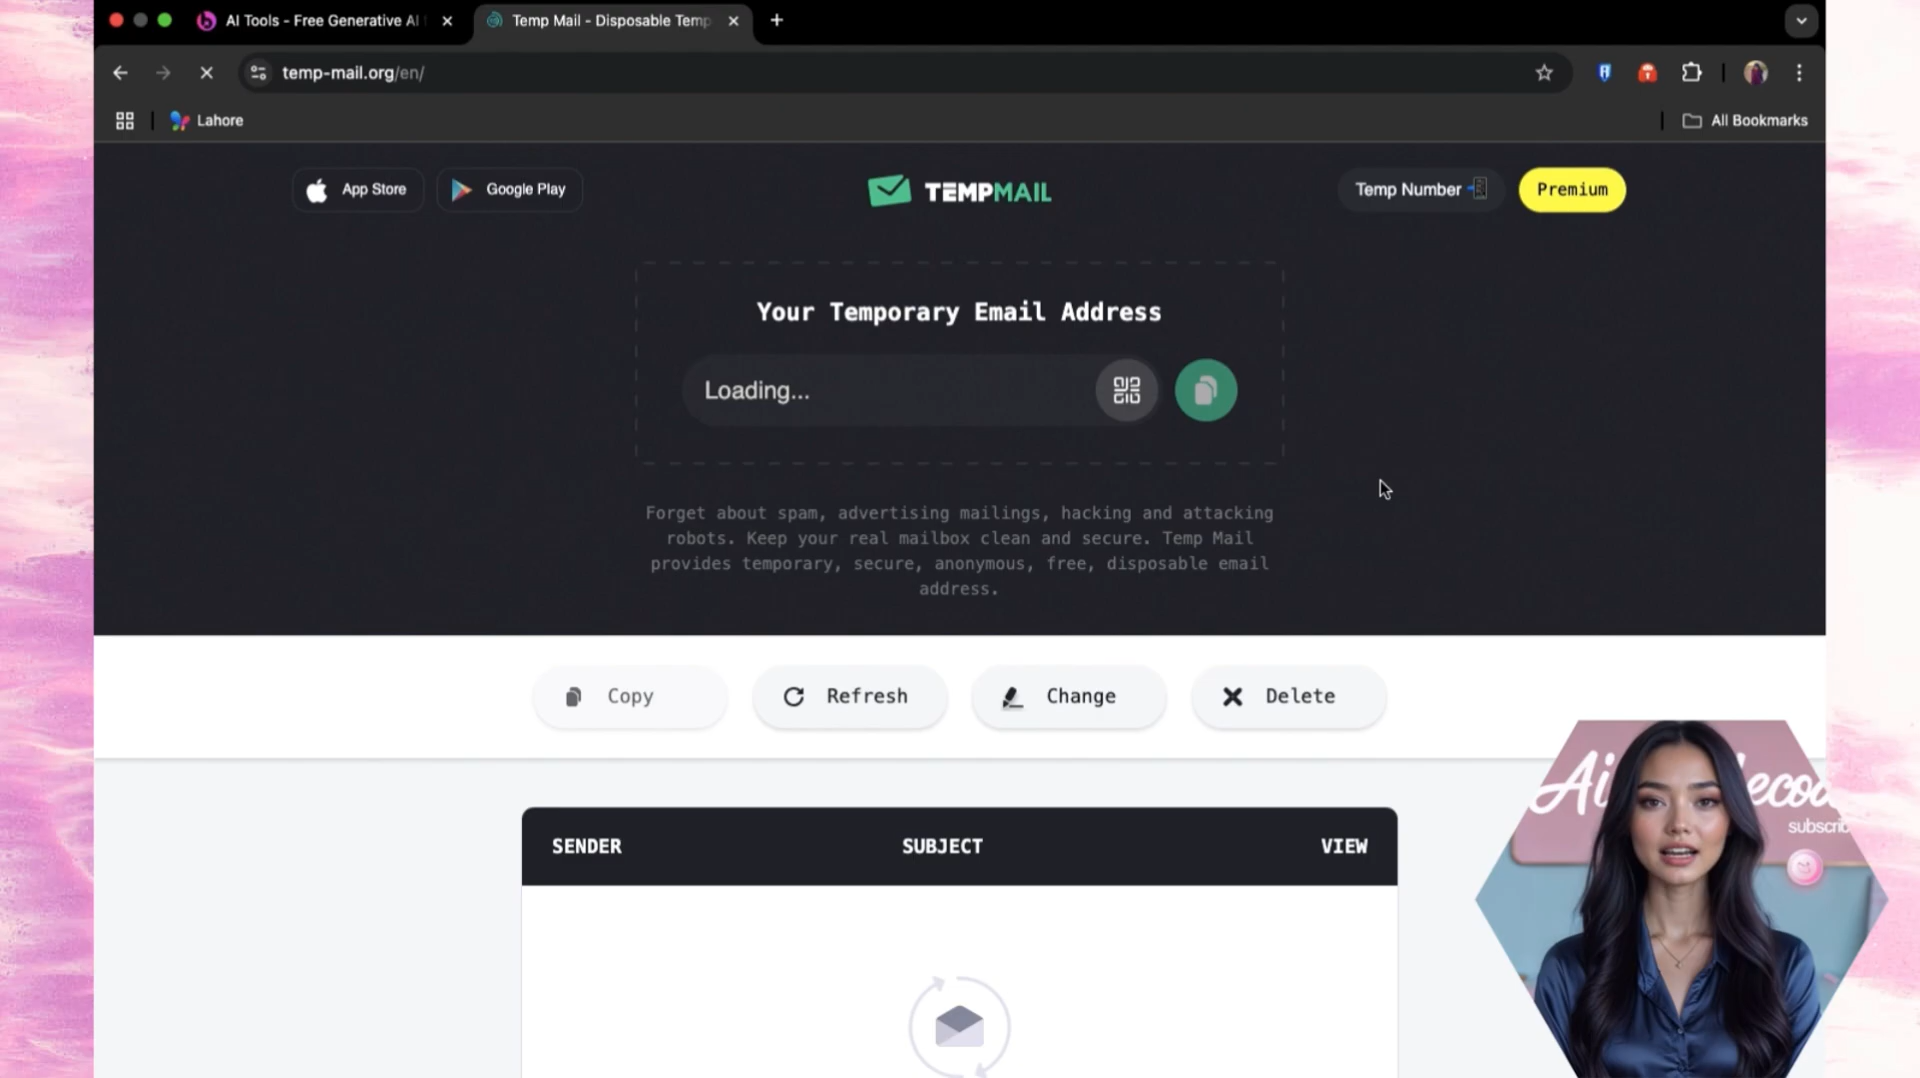 AI Tools - Free Generative AI
Temp Mail - Disposable Temp
temp-mail.org/en/
Lahore
All Bookmarks
App Store
Google Play
TEMPMAIL
Temp Number
Premium
Your Temporary Email Address
Loading...
Forget about spam, advertising mailings, hacking and attacking
robots. Keep your real mailbox clean and secure. Temp Mail
provides temporary, secure, anonymous, free, disposable email
address.
Copy
Refresh
Change
Delete
SENDER
SUBJECT
VIEW
Ai
ecod
subscrib